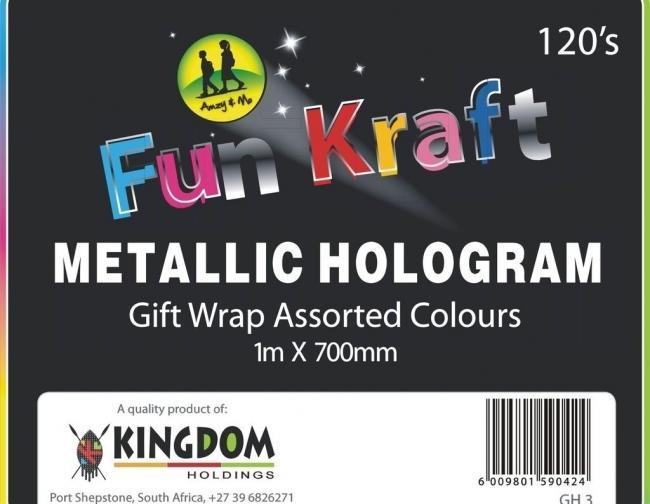 120's
Amzy & Mo
Fun Kraft
METALLIC HOLOGRAM
Gift Wrap Assorted Colours
1m X 700mm
A quality product of:
KINGDOM
HOLDINGS
Port Shepstone, South Africa, +27 39 6826271
6 009801 590424
GH 3